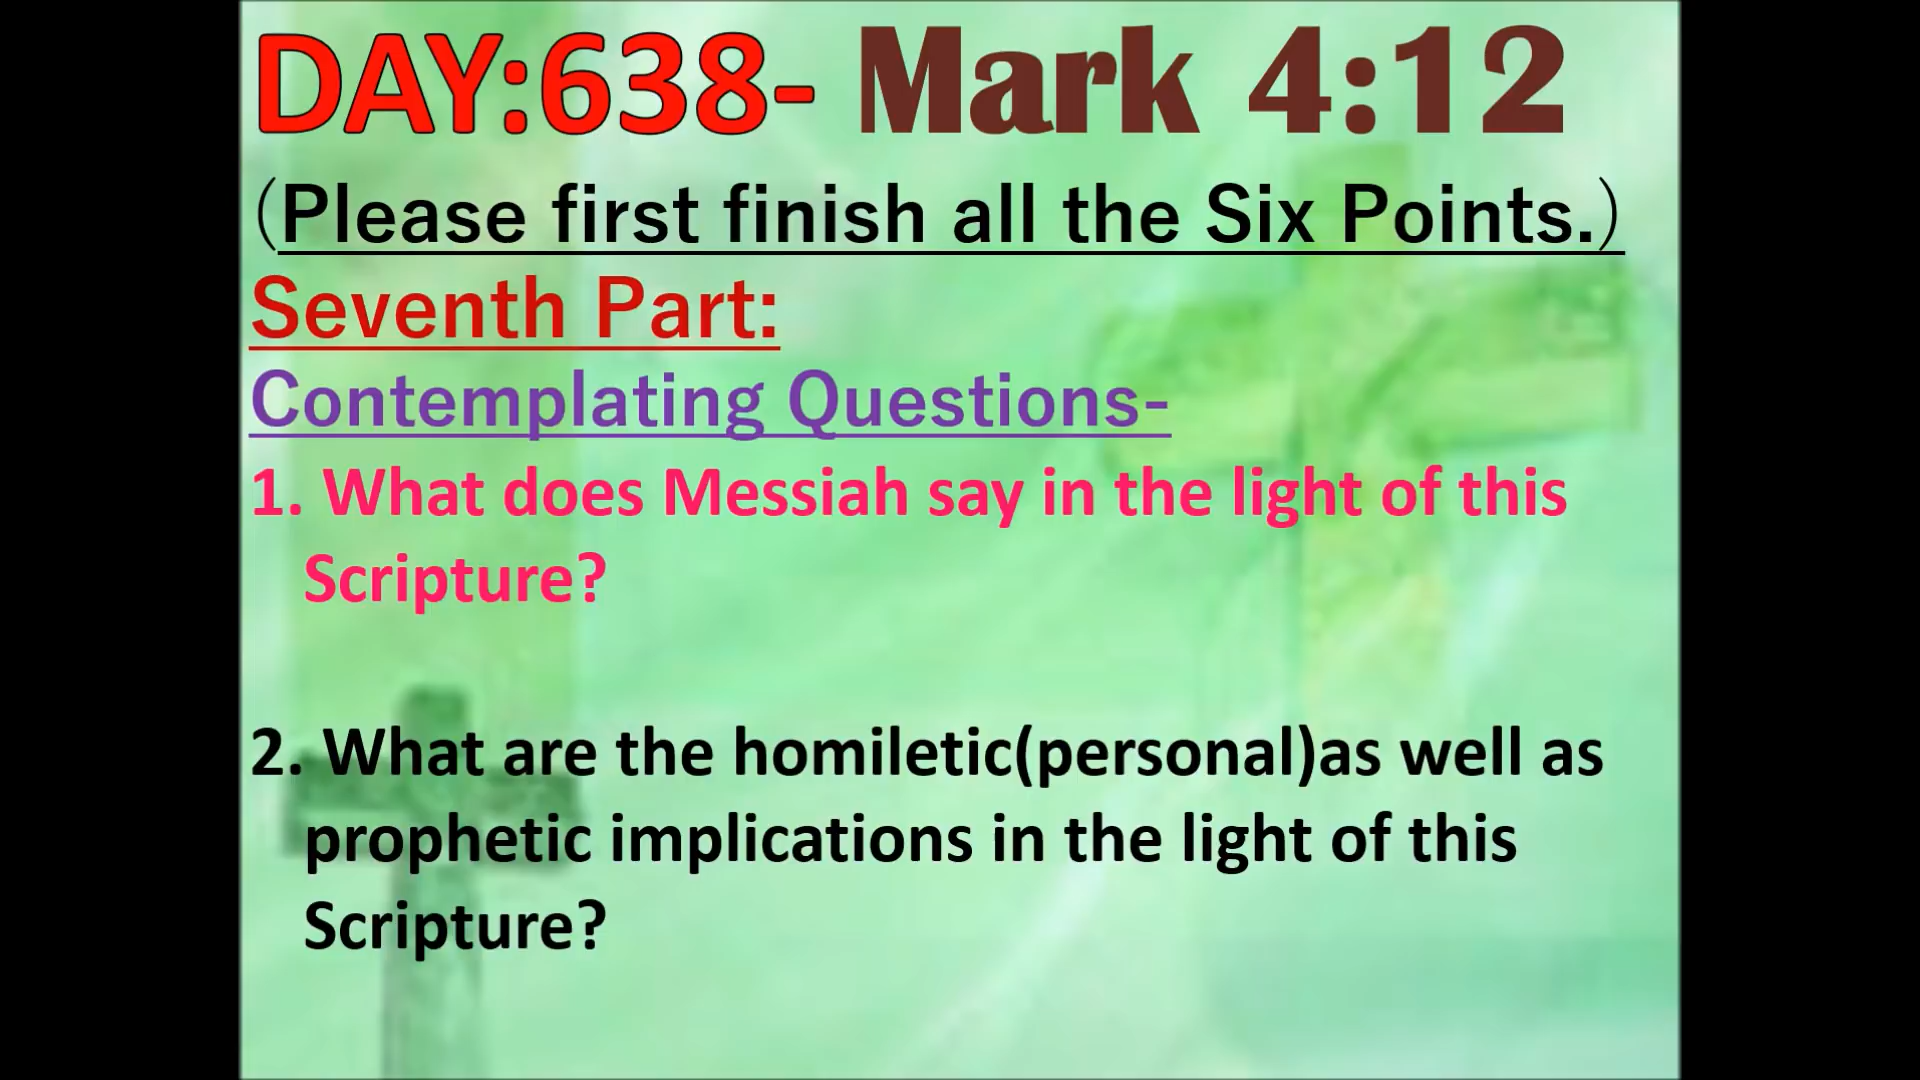 DAY:638- Mark 4:12
(Please first finish all the Six Points.)
Seventh Part:
Contemplating Questions-
1. What does Messiah say in the light of this
Scripture?
2. What are the homiletic(personal)as well as
prophetic implications in the light of this
Scripture?